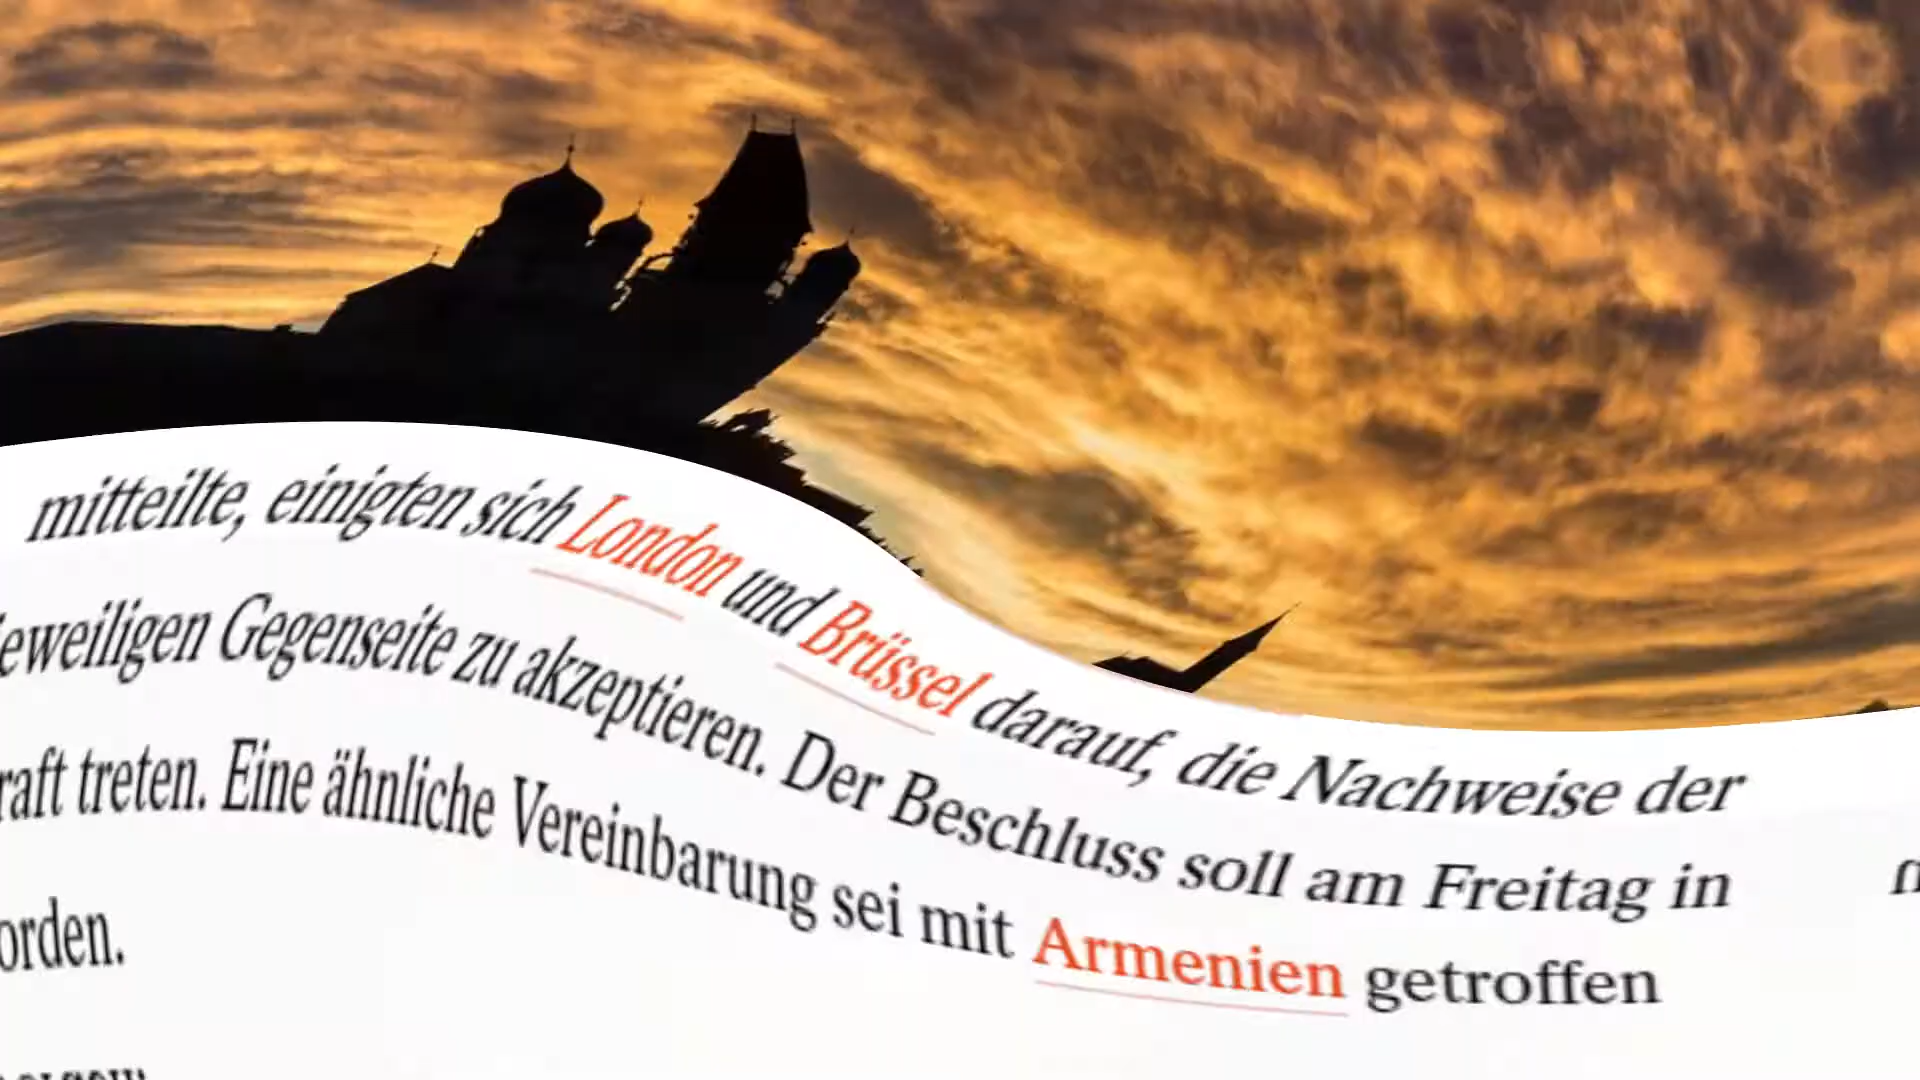 mitteilte, einigten sich London und Brüssel darauf, die Nachweise der
jeweiligen Gegenseite zu akzeptieren. Der Beschluss soll am Freitag in
raft treten. Eine ähnliche Vereinbarung sei mit Armenien getroffen
orden.